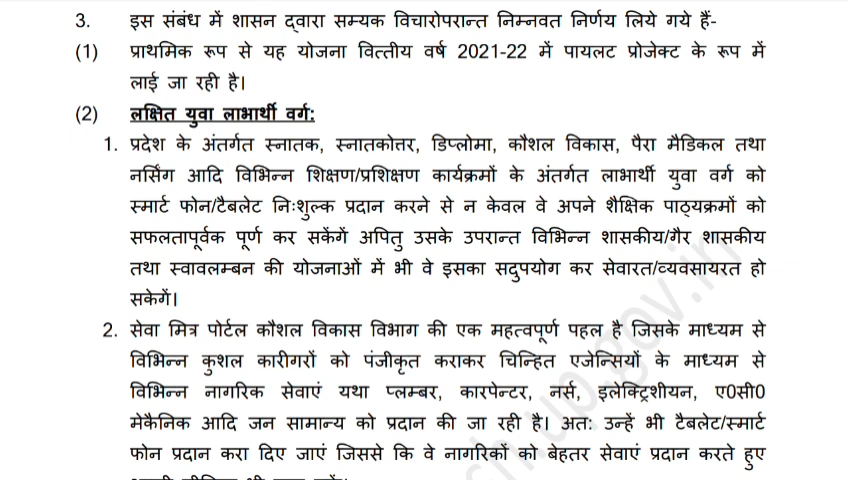 3. इस संबंध में शासन द्वारा सम्यक विचारोपरान्त निम्नवत निर्णय लिये गये हैं-
(1) प्राथमिक रूप से यह योजना वित्तीय वर्ष 2021-22 में पायलट प्रोजेक्ट के रूप में
लाई जा रही है।
(2) लक्षित युवा लाभार्थी वर्ग:
1. प्रदेश के अंतर्गत स्नातक, स्नातकोत्तर, डिप्लोमा, कौशल विकास, पैरा मैडिकल तथा
नर्सिंग आदि विभिन्न शिक्षण/प्रशिक्षण कार्यक्रमों के अंतर्गत लाभार्थी युवा वर्ग को
स्मार्ट फोन/टैबलेट निःशुल्क प्रदान करने से न केवल वे अपने शैक्षिक पाठ्यक्रमों को
सफलतापूर्वक पूर्ण कर सकेंगें अपितु उसके उपरान्त विभिन्न शासकीय/गैर शासकीय
तथा स्वावलम्बन की योजनाओं में भी वे इसका सदुपयोग कर सेवारत/व्यवसायरत हो
सकेगें।
2. सेवा मित्र पोर्टल कौशल विकास विभाग की एक महत्वपूर्ण पहल है जिसके माध्यम से
विभिन्न कुशल कारीगरों को पंजीकृत कराकर चिन्हित एजेन्सियों के माध्यम से
विभिन्न नागरिक सेवाएं यथा प्लम्बर, कारपेन्टर, नर्स, इलेक्ट्रिशीयन, ए0सी0
मेकैनिक आदि जन सामान्य को प्रदान की जा रही है। अत: उन्हें भी टैबलेट/स्मार्ट
फोन प्रदान करा दिए जाएं जिससे कि वे नागरिकों को बेहतर सेवाएं प्रदान करते हुए
up.gov.in